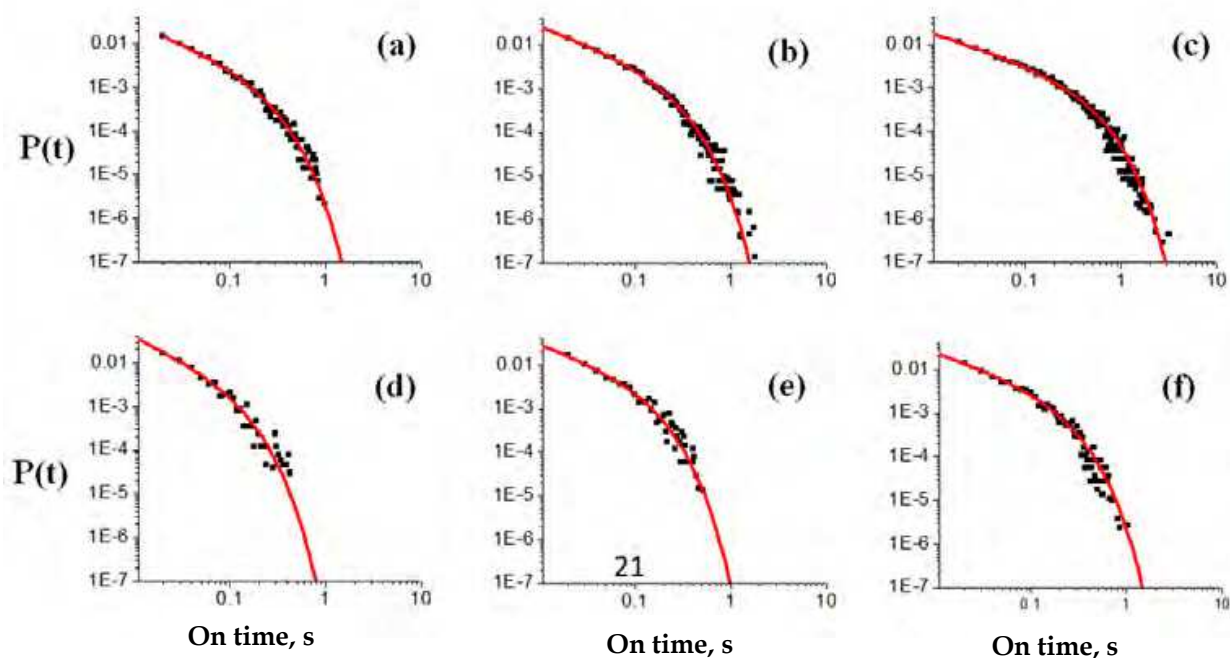 (a) (b) (c)
P(t)
0.01 0.01 0.01
1E-3 1E-3 1E-3
1E-4 1E-4 1E-4
1E-5 1E-5 1E-5
1E-6 1E-6 1E-6
1E-7 1E-7 1E-7
0.1 1 10 0.1 1 10 0.1 1 10
(d) (e) (f)
P(t)
0.01 0.01 0.01
1E-3 1E-3 1E-3
1E-4 1E-4 1E-4
1E-5 1E-5 1E-5
1E-6 1E-6 1E-6
1E-7 1E-7 1E-7
21
0.1 1 10 0.1 1 10 0.1 1 10
On time, s On time, s On time, s